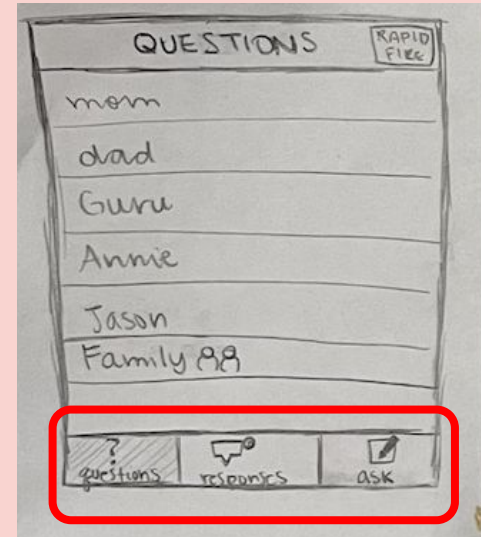 QUESTIONS
RAPID
FIRE
mom
dad
Guru
Annie
Jason
Family
?
questions
responses
ask